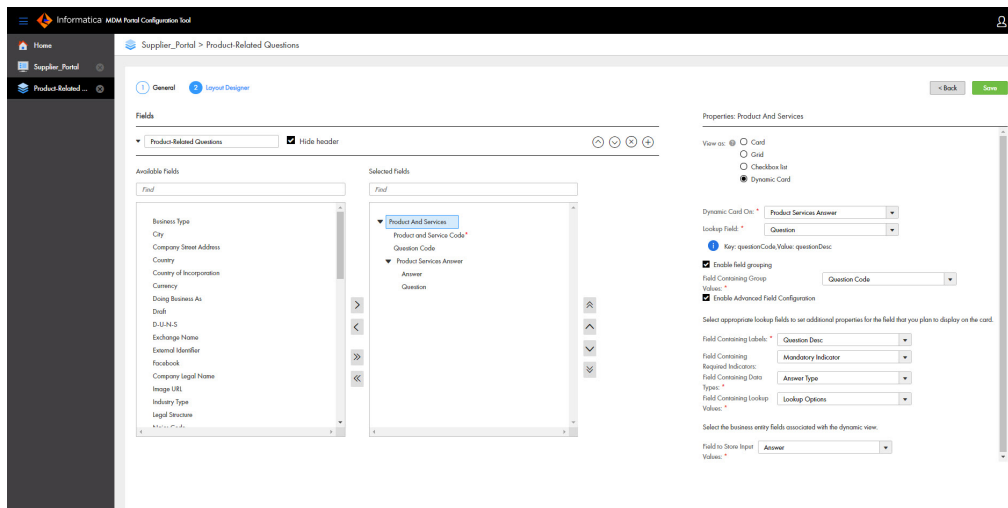 Informatica MDM Portal Configuration Tool
Home
Supplier_Portal > Product-Related Questions
Supplier_Portal
Product-Related ...
1 General 2 Layout Designer
< Back Save
Fields
Properties: Product And Services
Product-Related Questions Hide header
View as: Card
Grid
Checkbox list
Dynamic Card
Available Fields Selected Fields
Find Find
Business Type
City
Company Street Address
Country
Country of Incorporation
Currency
Doing Business As
Draft
D-U-N-S
Exchange Name
External Identifier
Facebook
Company Legal Name
Image URL
Industry Type
Legal Structure
Product And Services
Product and Service Code*
Question Code
Product Services Answer
Answer
Question
Dynamic Card On: * Product Services Answer
Lookup Field: * Question
Key: questionCode,Value: questionDesc
Enable field grouping
Field Containing Group Question Code
Values: *
Enable Advanced Field Configuration
Select appropriate lookup fields to set additional properties for the field that you plan to display on the card.
Field Containing Labels: * Question Desc
Field Containing Mandatory Indicator
Required Indicators:
Field Containing Data Answer Type
Types: *
Field Containing Lookup Lookup Options
Values: *
Select the business entity fields associated with the dynamic view.
Field to Store Input Answer
Values: *